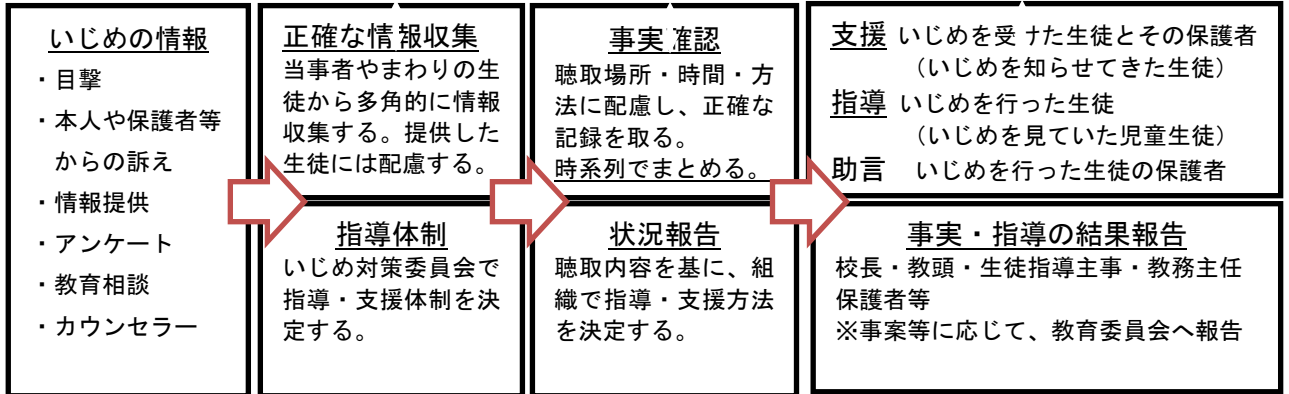 いじめの情報
・目撃
・本人や保護者等
からの訴え
・情報提供
・アンケート
・教育相談
・カウンセラー
正確な情報収集
当事者やまわりの生
徒から多角的に情報
収集する。提供した
生徒には配慮する。
指導体制
いじめ対策委員会で
指導・支援体制を決
定する。
事実確認
聴取場所・時間・方
法に配慮し、正確な
記録を取る。
時系列でまとめる。
状況報告
聴取内容を基に、組
織で指導・支援方法
を決定する。
支援 いじめを受けた生徒とその保護者
（いじめを知らせてきた生徒）
指導 いじめを行った生徒
（いじめを見ていた児童生徒）
助言 いじめを行った生徒の保護者
事実・指導の結果報告
校長・教頭・生徒指導主事・教務主任
保護者等
※事案等に応じて、教育委員会へ報告